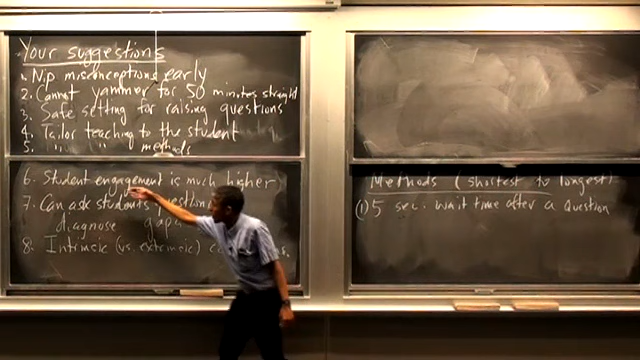 Your suggestions
1. Nip misconceptions early
2. Cannot yammer for 50 minutes straight
3. Safe setting for raising questions
4. Tailor teaching to the student
5. " " " " methods
6. Student engagement is much higher
7. Can ask students question
diagnose gaps
8. Intrinsic (vs. extrinsic)
Methods (shortest to longest)
(1) 5 sec: wait time after a question